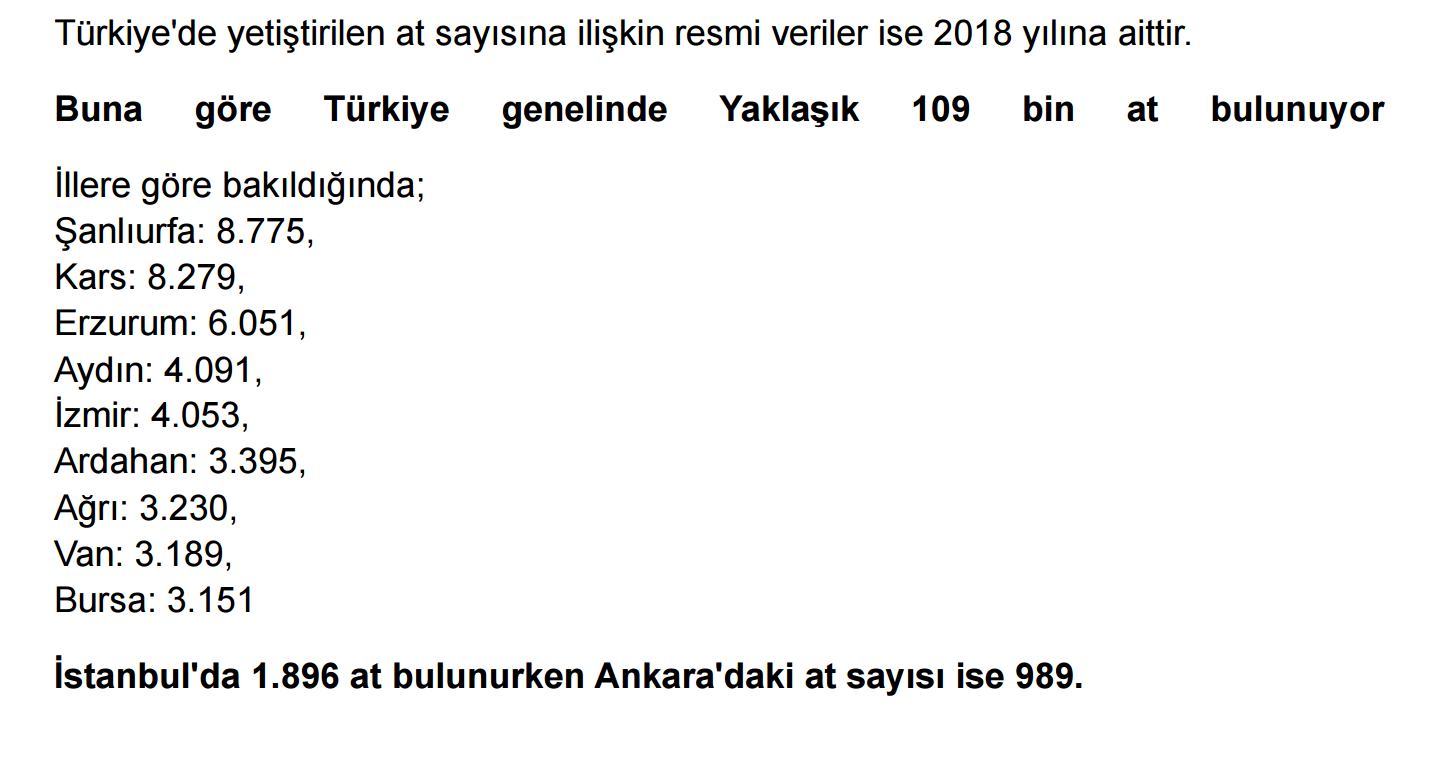 Türkiye'de yetiştirilen at sayısına ilişkin resmi veriler ise 2018 yılına aittir.
Buna göre Türkiye genelinde Yaklaşık 109 bin at bulunuyor
İllere göre bakıldığında;
Şanlıurfa: 8.775,
Kars: 8.279,
Erzurum: 6.051,
Aydın: 4.091,
İzmir: 4.053,
Ardahan: 3.395,
Ağrı: 3.230,
Van: 3.189,
Bursa: 3.151
İstanbul'da 1.896 at bulunurken Ankara'daki at sayısı ise 989.